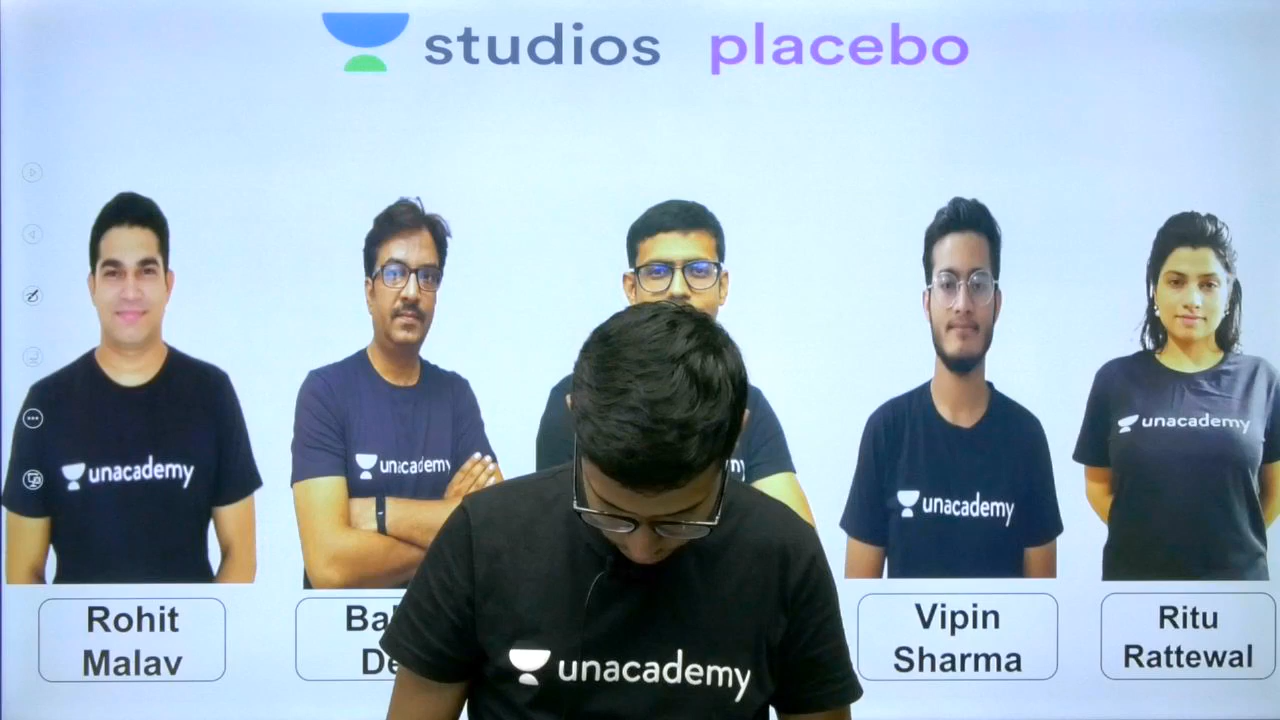 studios placebo
unacademy
unacademy
unacademy
unacademy
unacademy
Rohit
Malav
Vipin
Sharma
Ritu
Rattewal